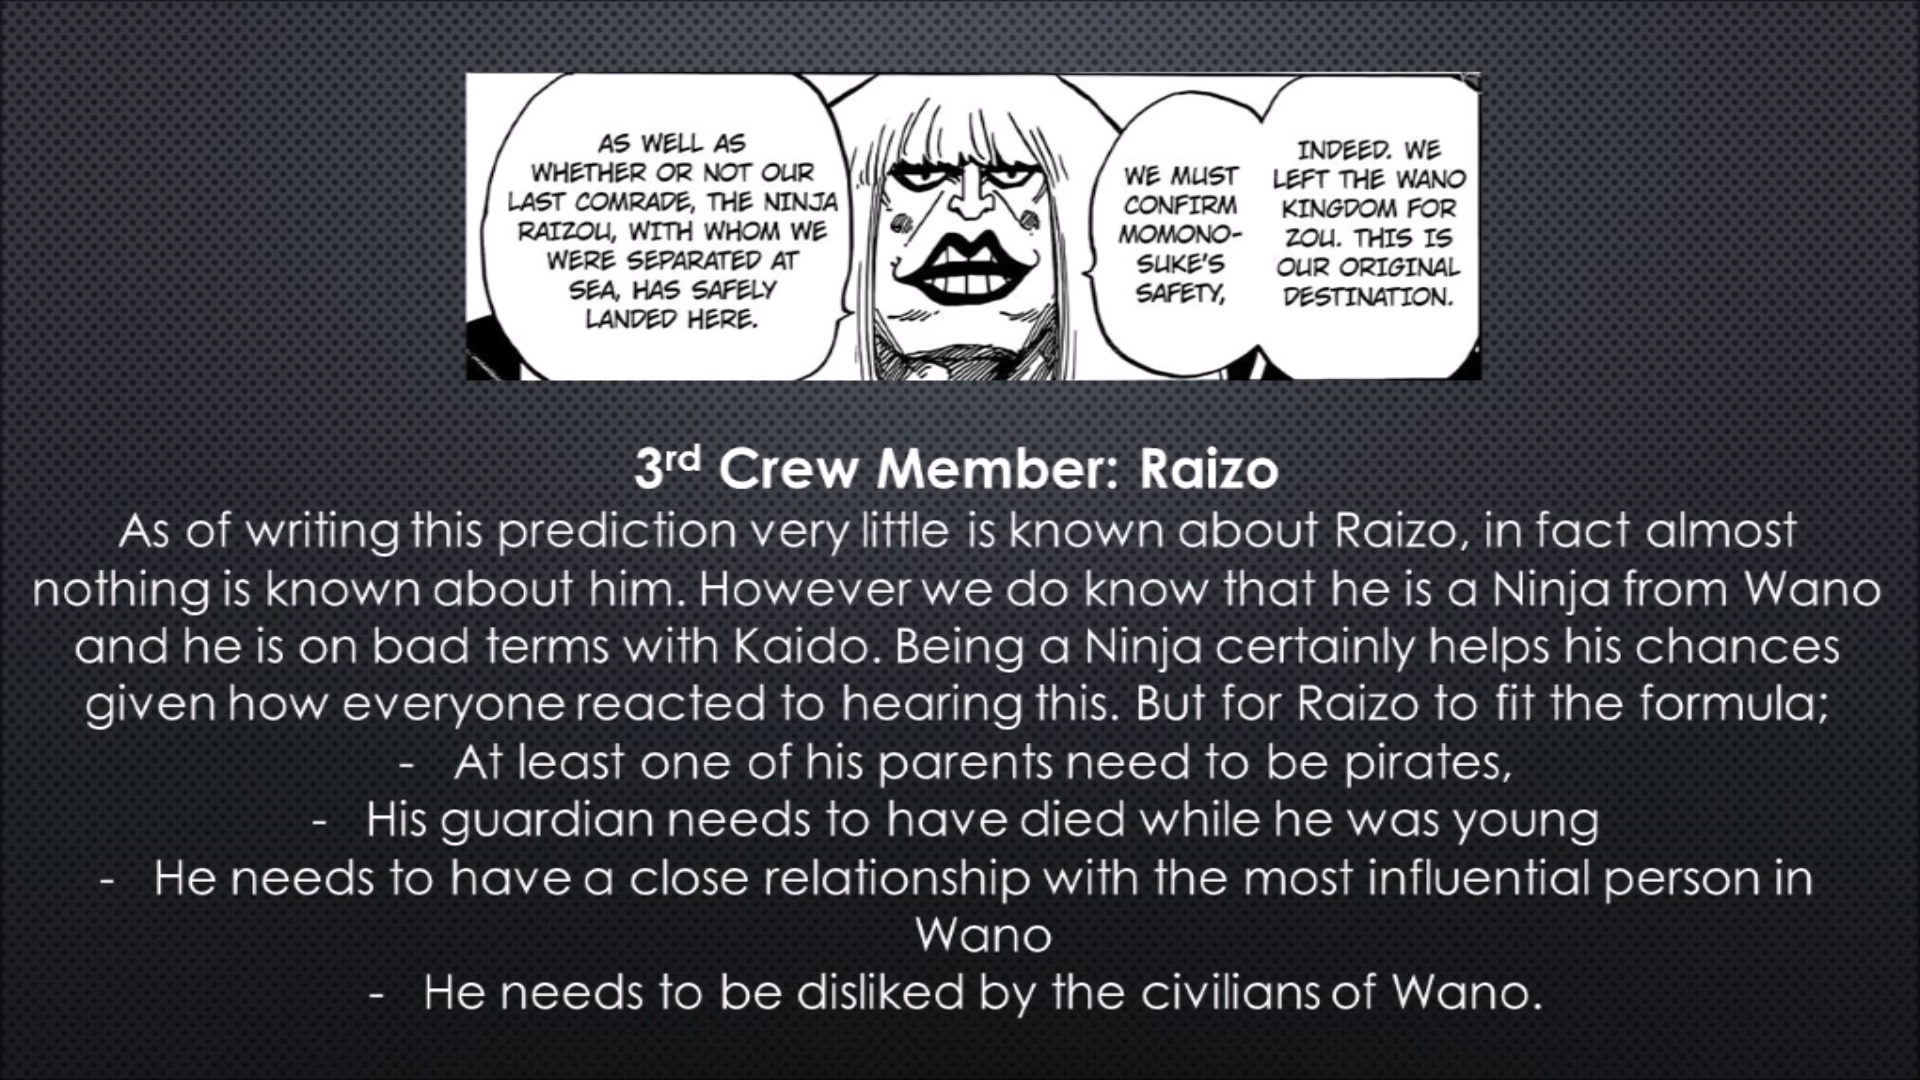 AS WELL AS
WHETHER OR NOT OUR
LAST COMRADE, THE NINJA
RAIZOU, WITH WHOM WE
WERE SEPARATED AT
SEA, HAS SAFELY
LANDED HERE.
WE MUST
CONFIRM
MOMONO-
SUKE'S
SAFETY,
INDEED. WE
LEFT THE WANO
KINGDOM FOR
ZOU. THIS IS
OUR ORIGINAL
DESTINATION.
3rd Crew Member: Raizo
As of writing this prediction very little is known about Raizo, in fact almost
nothing is known about him. However we do know that he is a Ninja from Wano
and he is on bad terms with Kaido. Being a Ninja certainly helps his chances
given how everyone reacted to hearing this. But for Raizo to fit the formula;
- At least one of his parents need to be pirates,
- His guardian needs to have died while he was young
- He needs to have a close relationship with the most influential person in
Wano
- He needs to be disliked by the civilians of Wano.